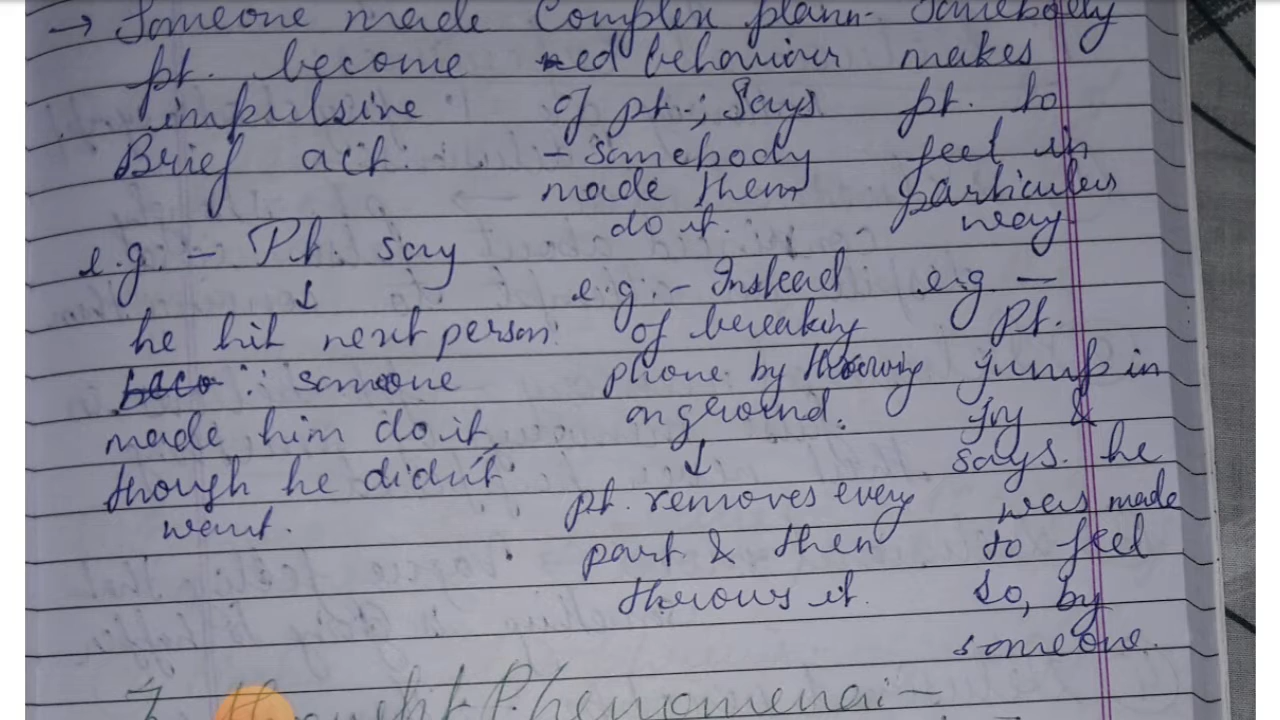 → Someone made
pt. become
impulsive
Brief act:
e.g. - Pt. say
↓
he hit next person:
∵ someone
made him do it,
though he didn't
want.
Complex plann-
ed behaviour
of pt.; Says
- Somebody
made them
do it.
e.g. - Instead
of breaking
phone by throwing
on ground.
↓
pt. removes every
part & then
throws it.
Somebody
makes
pt. to
feel in
particular
way.
e.g -
Pt.
jump in
joy &
says he
was made
to feel
so, by
someone.
7. Thought Phenomena: -